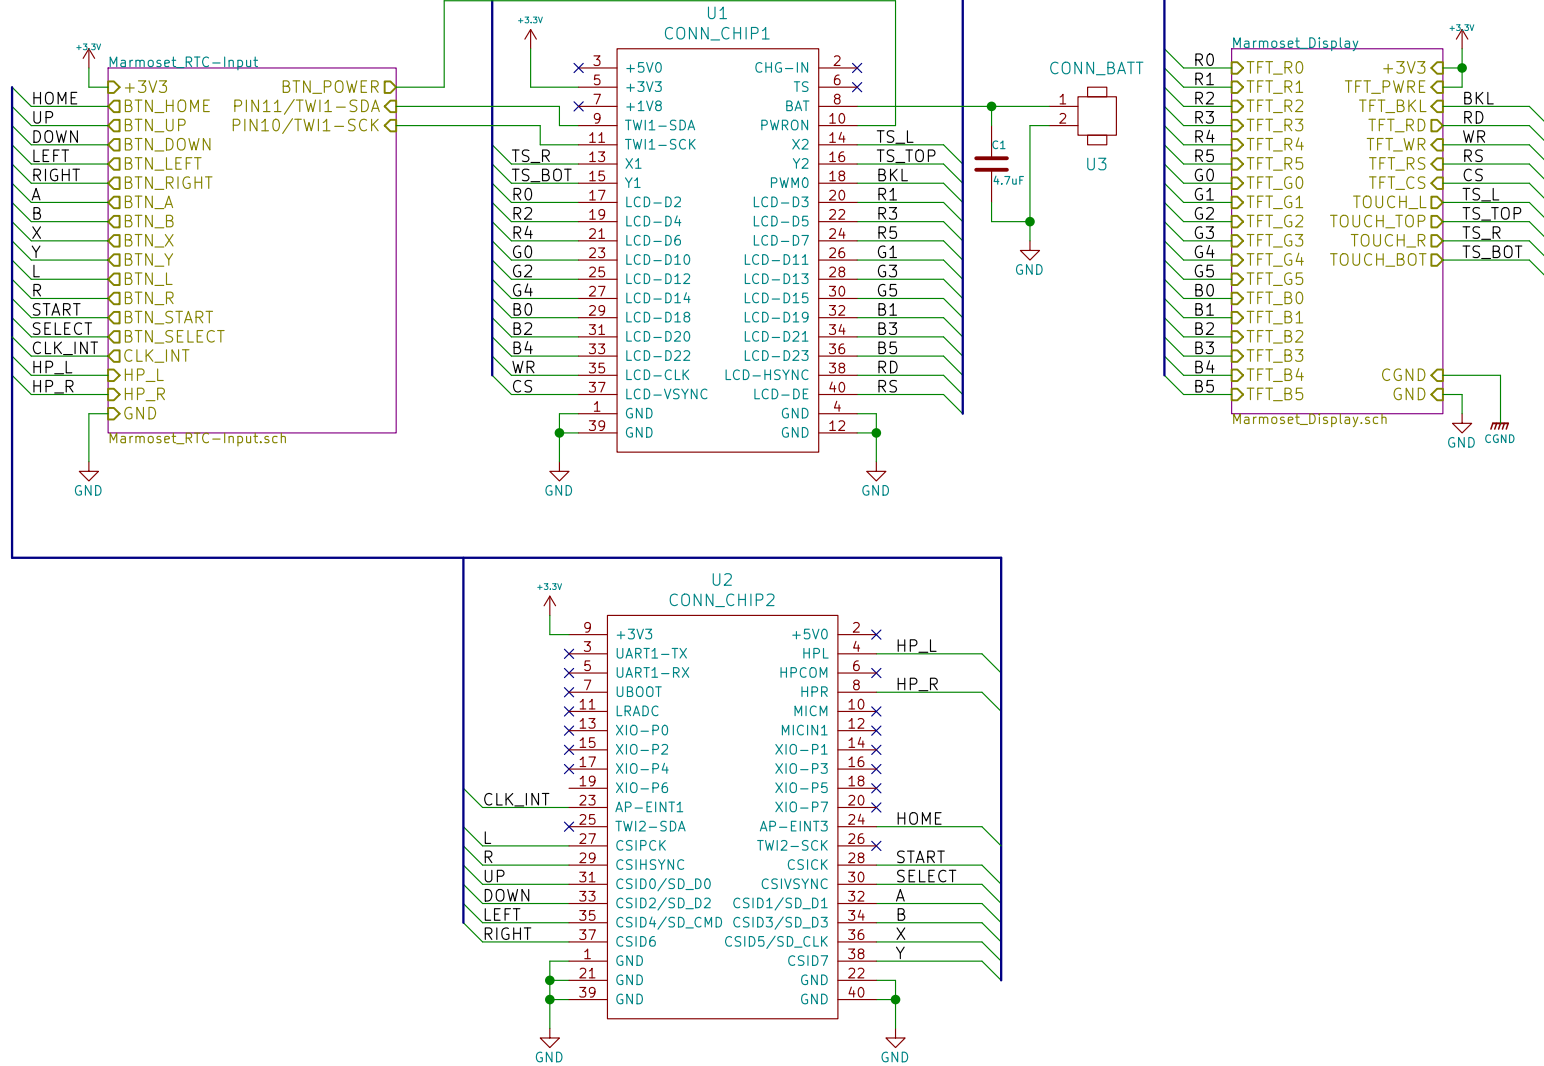 +3.3V
Marmoset_RTC-Input
+3V3
BTN_HOME
BTN_UP
BTN_DOWN
BTN_LEFT
BTN_RIGHT
BTN_A
BTN_B
BTN_X
BTN_Y
BTN_L
BTN_R
BTN_START
BTN_SELECT
CLK_INT
HP_L
HP_R
GND
BTN_POWER
PIN11/TWI1-SDA
PIN10/TWI1-SCK
HOME
UP
DOWN
LEFT
RIGHT
A
B
X
Y
L
R
START
SELECT
CLK_INT
HP_L
HP_R
Marmoset_RTC-Input.sch
GND
U1
CONN_CHIP1
+3.3V
3 +5V0 CHG-IN 2
5 +3V3 TS 6
7 +1V8 BAT 8
9 TWI1-SDA PWRON 10
11 TWI1-SCK X2 14 TS_L
TS_R 13 X1 Y2 16 TS_TOP
TS_BOT 15 Y1 PWM0 18 BKL
R0 17 LCD-D2 LCD-D3 20 R1
R2 19 LCD-D4 LCD-D5 22 R3
R4 21 LCD-D6 LCD-D7 24 R5
G0 23 LCD-D10 LCD-D11 26 G1
G2 25 LCD-D12 LCD-D13 28 G3
G4 27 LCD-D14 LCD-D15 30 G5
B0 29 LCD-D18 LCD-D19 32 B1
B2 31 LCD-D20 LCD-D21 34 B3
B4 33 LCD-D22 LCD-D23 36 B5
WR 35 LCD-CLK LCD-HSYNC 38 RD
CS 37 LCD-VSYNC LCD-DE 40 RS
1 GND GND 4
39 GND GND 12
GND
GND
CONN_BATT
1
2
U3
C1
4.7uF
GND
Marmoset_Display
+3.3V
R0 TFT_R0 +3V3
R1 TFT_R1 TFT_PWRE
R2 TFT_R2 TFT_BKL BKL
R3 TFT_R3 TFT_RD RD
R4 TFT_R4 TFT_WR WR
R5 TFT_R5 TFT_RS RS
G0 TFT_G0 TFT_CS CS
G1 TFT_G1 TOUCH_L TS_L
G2 TFT_G2 TOUCH_TOP TS_TOP
G3 TFT_G3 TOUCH_R TS_R
G4 TFT_G4 TOUCH_BOT TS_BOT
G5 TFT_G5
B0 TFT_B0
B1 TFT_B1
B2 TFT_B2
B3 TFT_B3
B4 TFT_B4 CGND
B5 TFT_B5 GND
Marmoset_Display.sch
GND
CGND
U2
CONN_CHIP2
+3.3V
9 +3V3 +5V0 2
3 UART1-TX HPL 4 HP_L
5 UART1-RX HPCOM 6
7 UBOOT HPR 8 HP_R
11 LRADC MICM 10
13 XIO-P0 MICIN1 12
15 XIO-P2 XIO-P1 14
17 XIO-P4 XIO-P3 16
19 XIO-P6 XIO-P5 18
CLK_INT 23 AP-EINT1 XIO-P7 20
25 TWI2-SDA AP-EINT3 24 HOME
L 27 CSIPCK TWI2-SCK 26
R 29 CSIHSYNC CSICK 28 START
UP 31 CSID0/SD_D0 CSIVSYNC 30 SELECT
DOWN 33 CSID2/SD_D2 CSID1/SD_D1 32 A
LEFT 35 CSID4/SD_CMD CSID3/SD_D3 34 B
RIGHT 37 CSID6 CSID5/SD_CLK 36 X
1 GND CSID7 38 Y
21 GND GND 22
39 GND GND 40
GND
GND